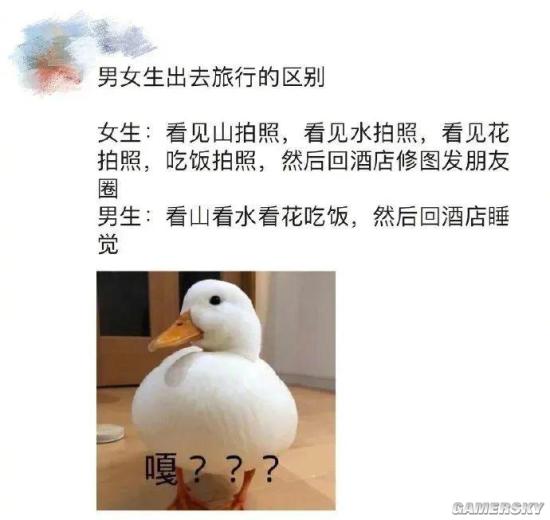 男女生出去旅行的区别
女生：看见山拍照，看见水拍照，看见花
拍照，吃饭拍照，然后回酒店修图发朋友
圈
男生：看山看水看花吃饭，然后回酒店睡
觉
嘎？？？
GAMERSKY